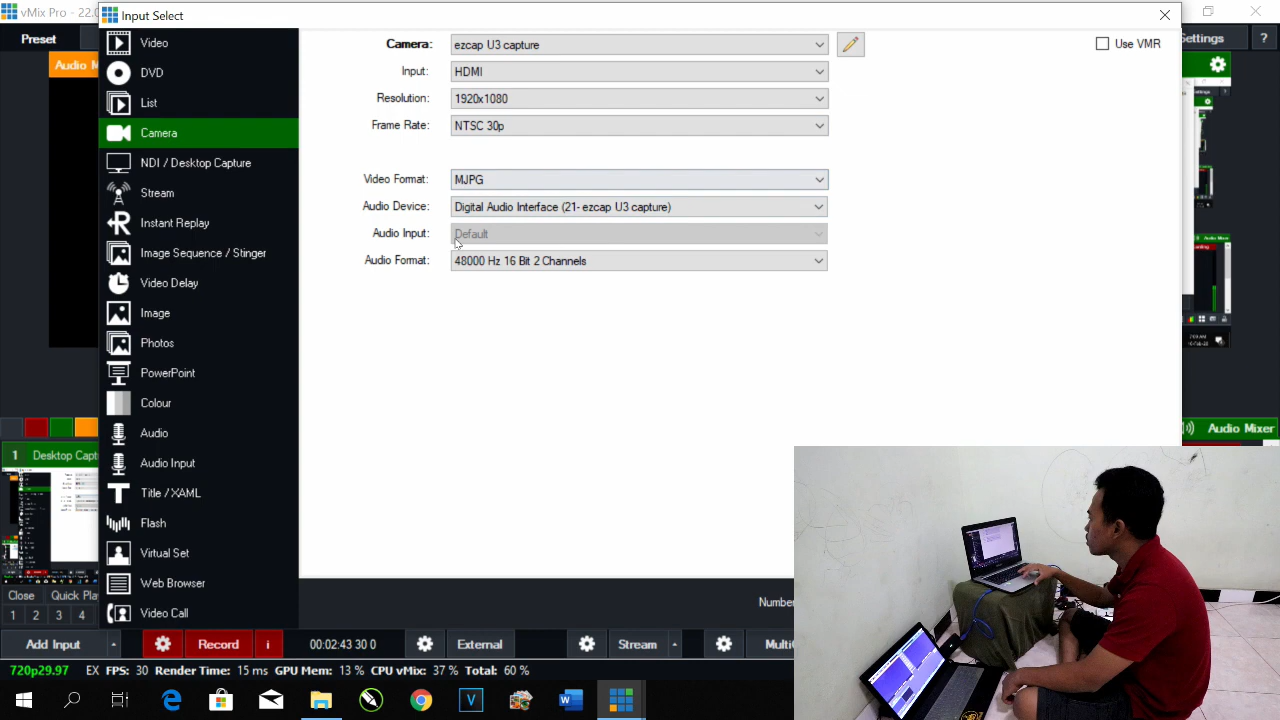 vMix Pro - 22.0
Input Select
Preset
Settings
?
Audio M
Video
DVD
List
Camera
NDI / Desktop Capture
Stream
Instant Replay
Image Sequence / Stinger
Video Delay
Image
Photos
PowerPoint
Colour
Audio
Audio Input
Title / XAML
Flash
Virtual Set
Web Browser
Video Call
Camera: ezcap U3 capture
Use VMR
Input: HDMI
Resolution: 1920x1080
Frame Rate: NTSC 30p
Video Format: MJPG
Audio Device: Digital Audio Interface (21- ezcap U3 capture)
Audio Input: Default
Audio Format: 48000 Hz 16 Bit 2 Channels
Audio Mixer
1 Desktop Capt
Close Quick Pla
1 2 3 4
Number
Add Input
Record
i
00:02:43 30 0
External
Stream
MultiC
720p29.97 EX FPS: 30 Render Time: 15 ms GPU Mem: 13 % CPU vMix: 37 % Total: 60 %